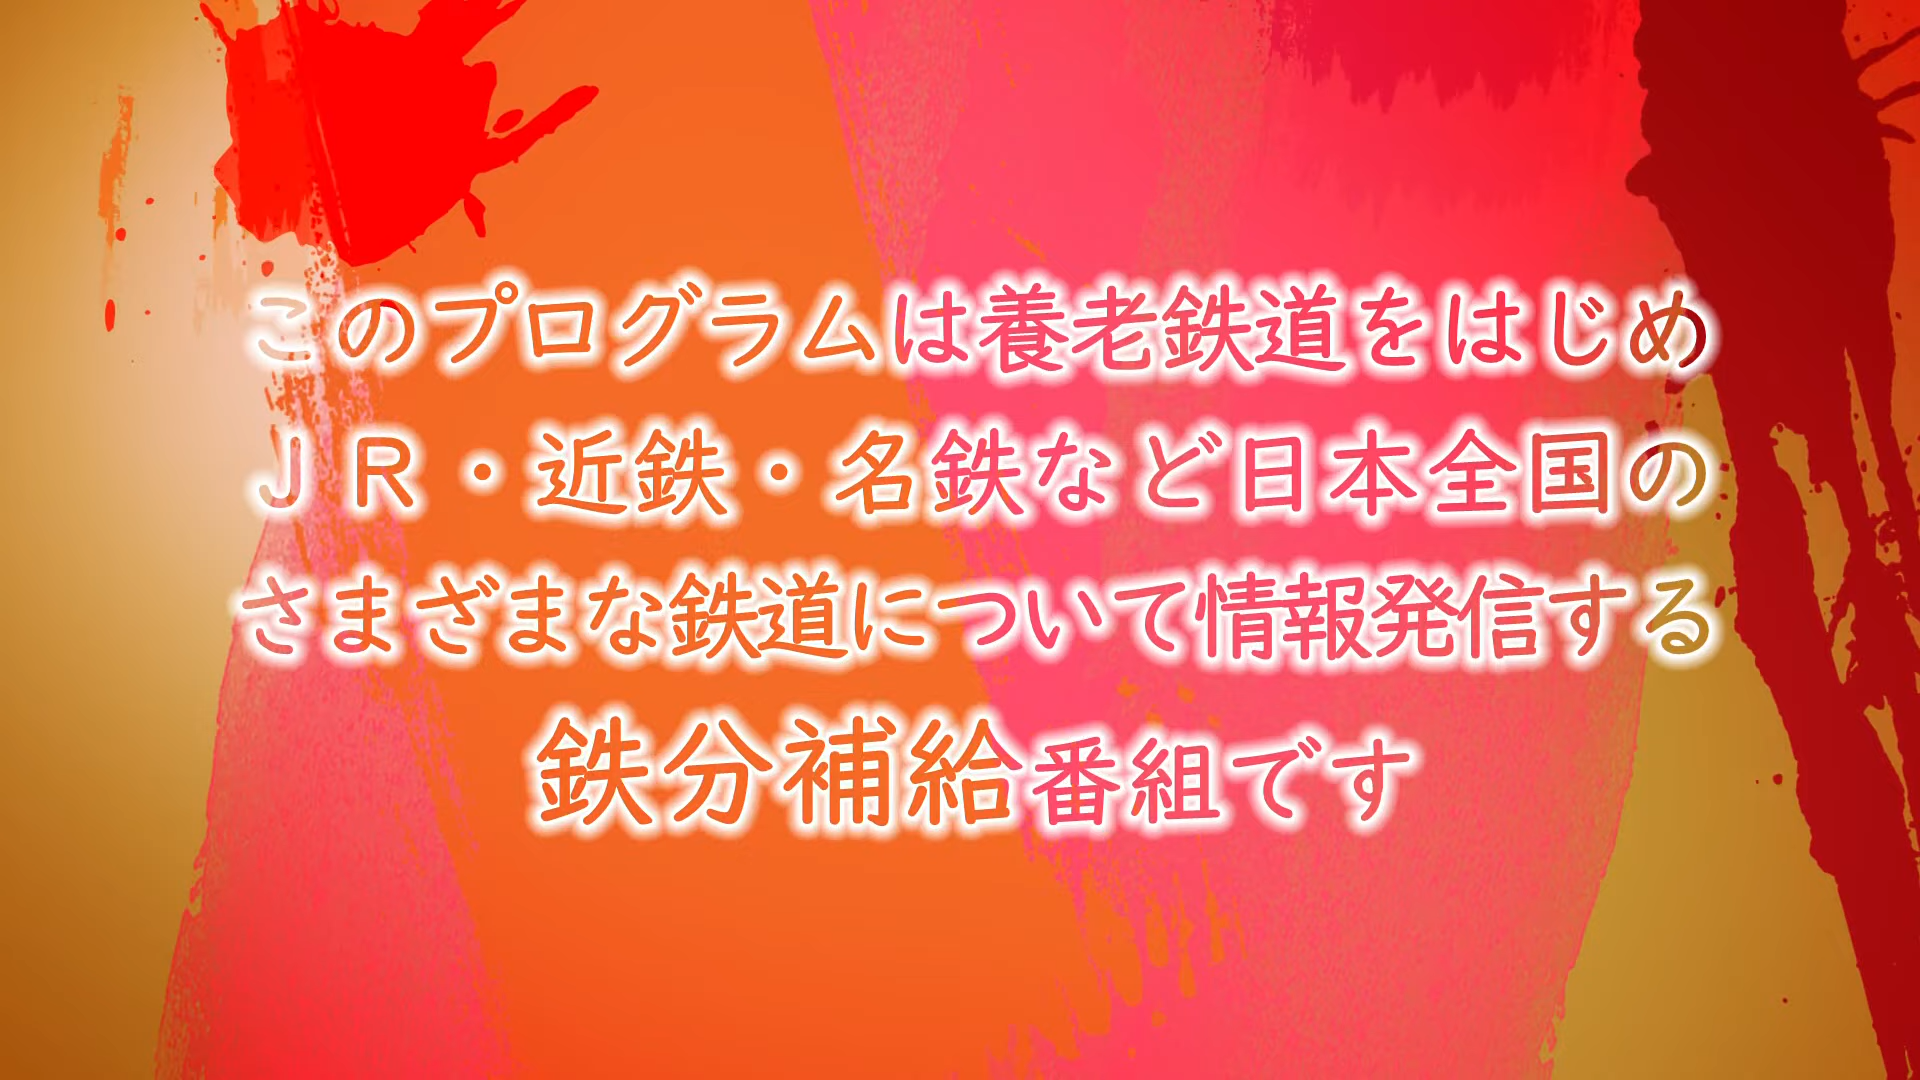 このプログラムは養老鉄道をはじめ
ＪＲ・近鉄・名鉄など日本全国の
さまざまな鉄道について情報発信する
鉄分補給番組です